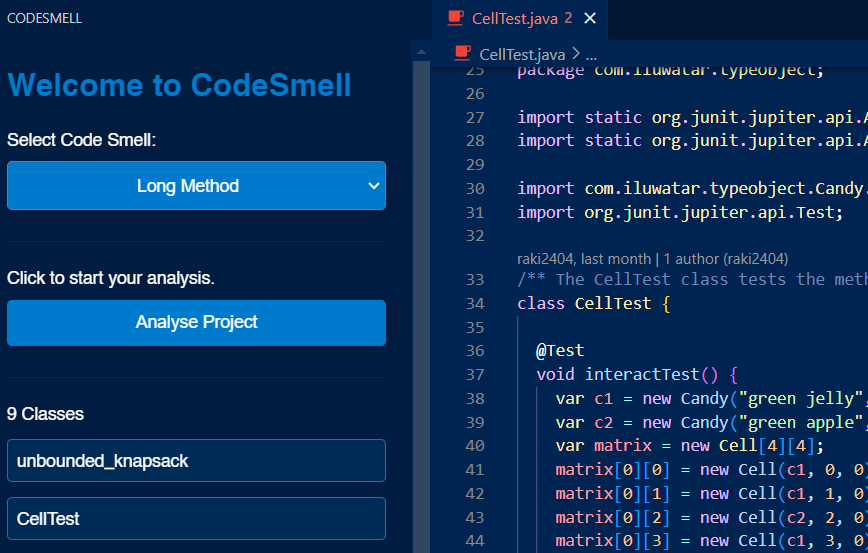 CODESMELL
Welcome to CodeSmell
Select Code Smell:
Long Method
Click to start your analysis.
Analyse Project
9 Classes
unbounded_knapsack
CellTest
CellTest.java 2
CellTest.java > ...
25 package com.iluwatar.typeobject;
26
27 import static org.junit.jupiter.api.A
28 import static org.junit.jupiter.api.A
29
30 import com.iluwatar.typeobject.Candy.
31 import org.junit.jupiter.api.Test;
32
raki2404, last month | 1 author (raki2404)
33 /** The CellTest class tests the meth
34 class CellTest {
35
36 @Test
37 void interactTest() {
38 var c1 = new Candy("green jelly",
39 var c2 = new Candy("green apple",
40 var matrix = new Cell[4][4];
41 matrix[0][0] = new Cell(c1, 0, 0)
42 matrix[0][1] = new Cell(c1, 1, 0)
43 matrix[0][2] = new Cell(c2, 2, 0)
44 matrix[0][3] = new Cell(c1, 3, 0)